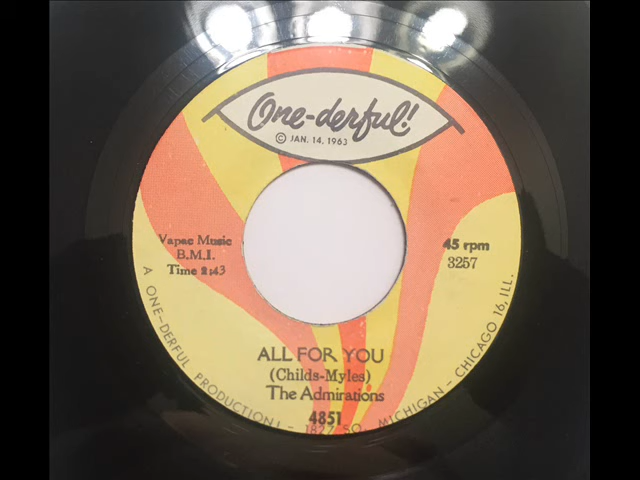 One-derful!
© JAN. 14, 1963
Vapac Music
B.M.I.
Time 2:43
45 rpm
3257
ALL FOR YOU
(Childs-Myles)
The Admirations
4851
A ONE-DERFUL PRODUCTION - 1827 SO. MICHIGAN - CHICAGO 16, ILL.